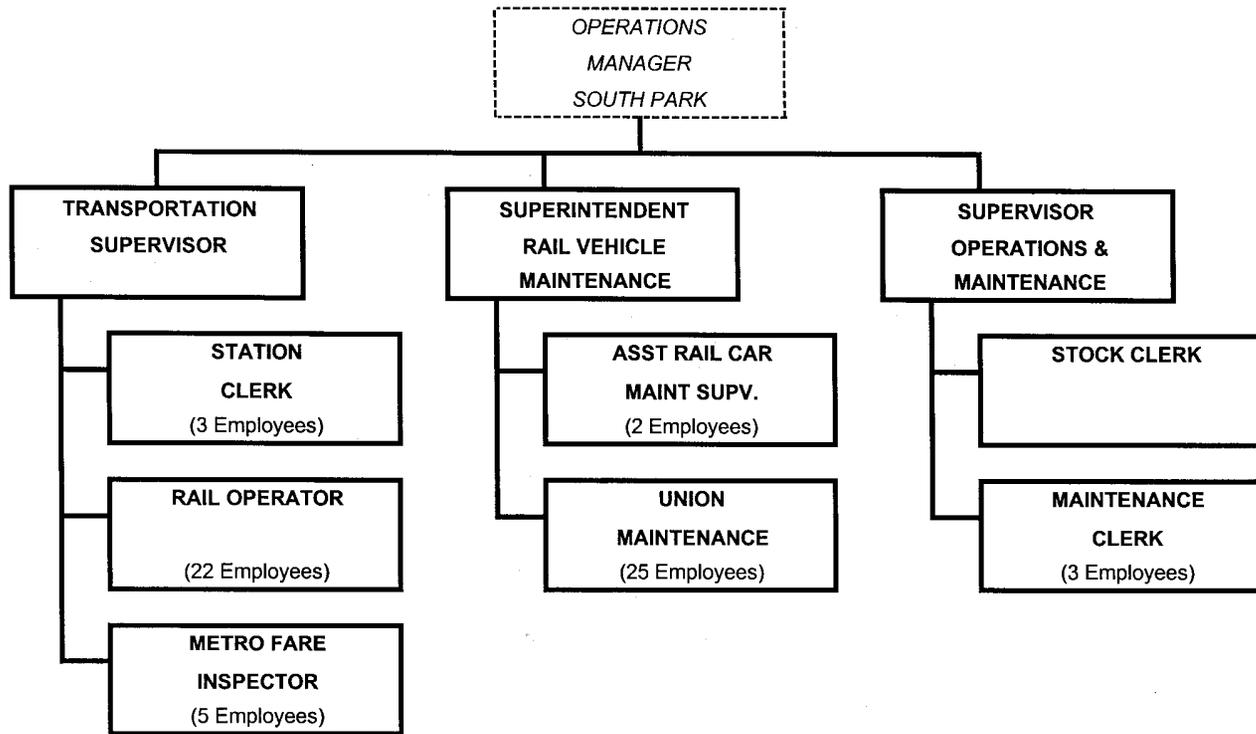 OPERATIONS
MANAGER
SOUTH PARK
TRANSPORTATION
SUPERVISOR
SUPERINTENDENT
RAIL VEHICLE
MAINTENANCE
SUPERVISOR
OPERATIONS &
MAINTENANCE
STATION
CLERK
(3 Employees)
ASST RAIL CAR
MAINT SUPV.
(2 Employees)
STOCK CLERK
RAIL OPERATOR
(22 Employees)
UNION
MAINTENANCE
(25 Employees)
MAINTENANCE
CLERK
(3 Employees)
METRO FARE
INSPECTOR
(5 Employees)